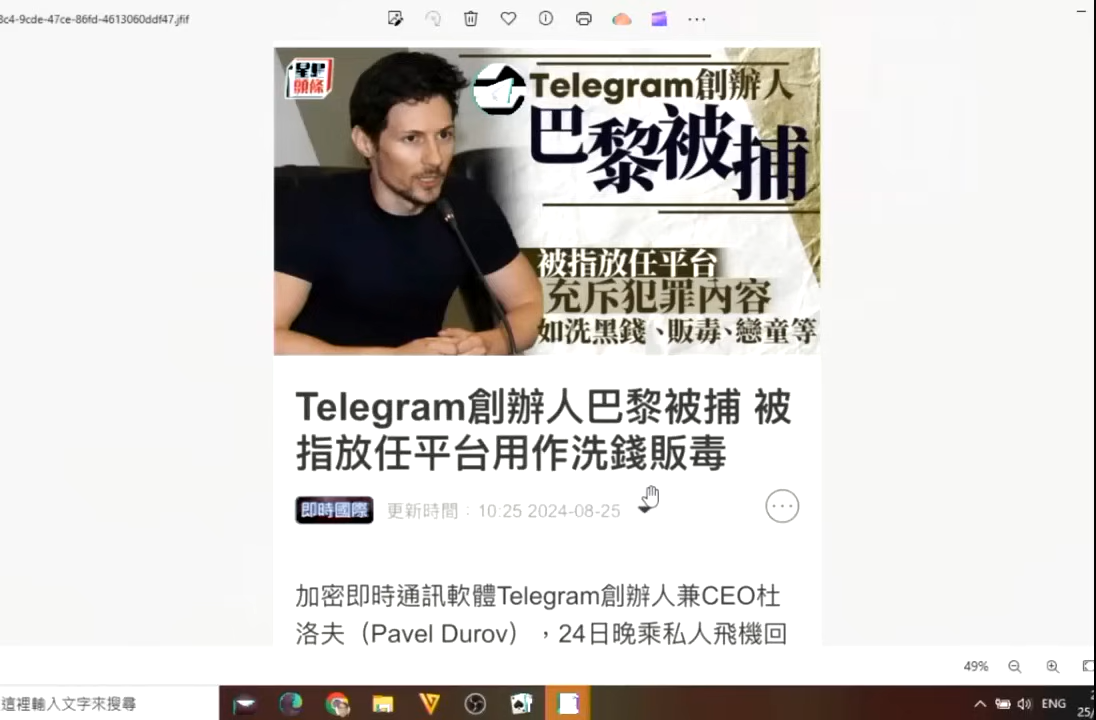 3c4-9cde-47ce-86fd-4613060ddf47.jfif
星島
頭條
Telegram創辦人
巴黎被捕
被指放任平台
充斥犯罪內容
如洗黑錢、販毒、戀童等
Telegram創辦人巴黎被捕 被
指放任平台用作洗錢販毒
即時國際
更新時間：10:25 2024-08-25
加密即時通訊軟體Telegram創辦人兼CEO杜
洛夫（Pavel Durov），24日晚乘私人飛機回
49%
這裡輸入文字來搜尋
ENG
25/